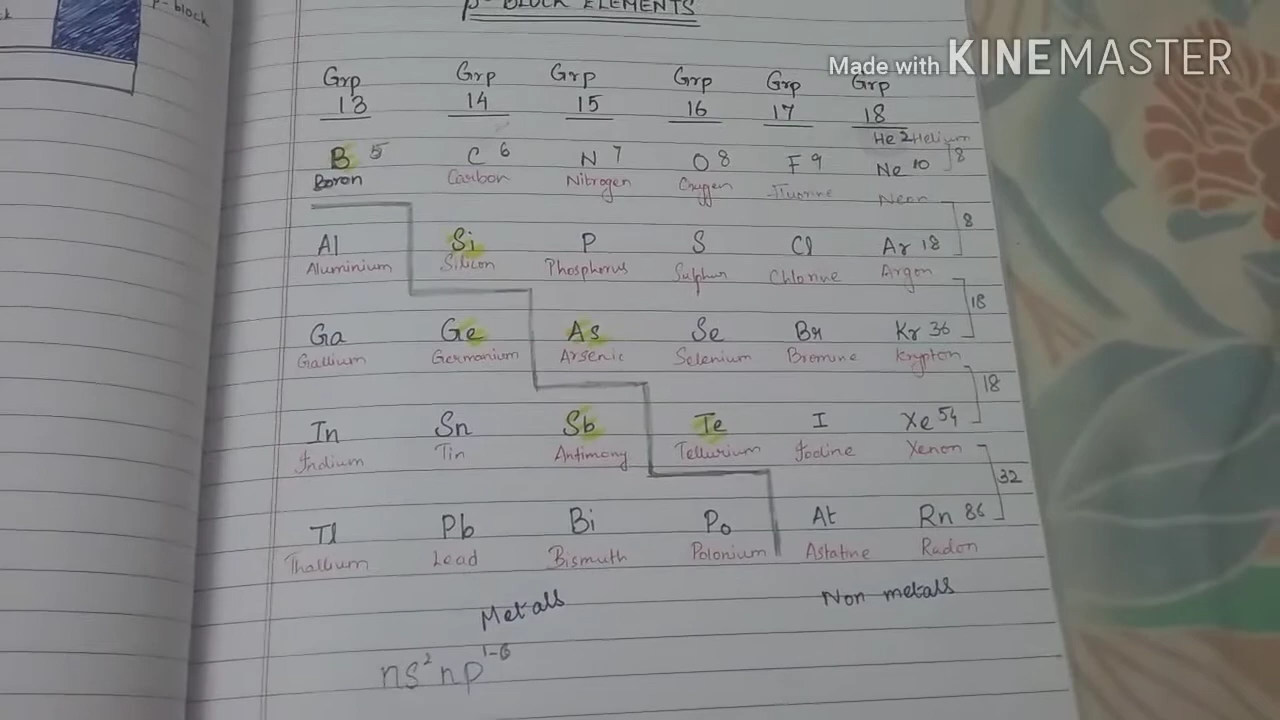 p-block
p-BLOCK ELEMENTS
Made with KINEMASTER
Grp Grp Grp Grp Grp Grp
13 14 15 16 17 18
He 2 Helium
B 5 C 6 N 7 O 8 F 9 Ne 10 8
Boron Carbon Nitrogen Oxygen Fluorine Neon
8
Al Si P S Cl Ar 18
Aluminium Silicon Phosphorus Sulphur Chlorine Argon
18
Ga Ge As Se Br Kr 36
Gallium Germanium Arsenic Selenium Bromine Krypton
18
In Sn Sb Te I Xe 54
Indium Tin Antimony Tellurium Iodine Xenon
32
Tl Pb Bi Po At Rn 86
Thallium Lead Bismuth Polonium Astatine Radon
Metals Non metals
ns² np¹⁻⁶